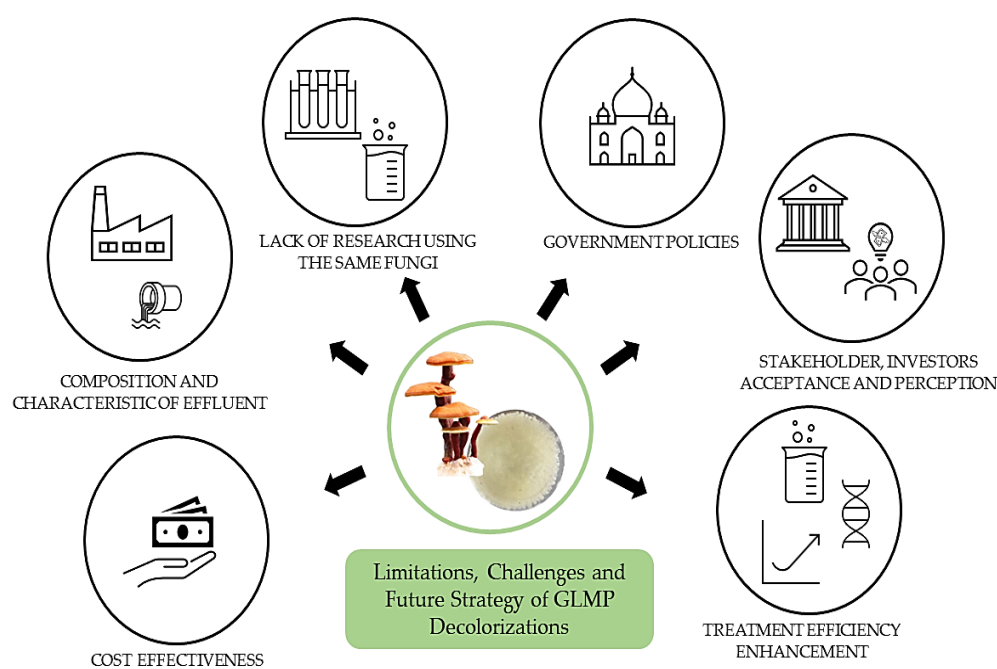 LACK OF RESEARCH USING
THE SAME FUNGI
GOVERNMENT POLICIES
COMPOSITION AND
CHARACTERISTIC OF EFFLUENT
STAKEHOLDER, INVESTORS
ACCEPTANCE AND PERCEPTION
COST EFFECTIVENESS
Limitations, Challenges and
Future Strategy of GLMP
Decolorizations
TREATMENT EFFICIENCY
ENHANCEMENT